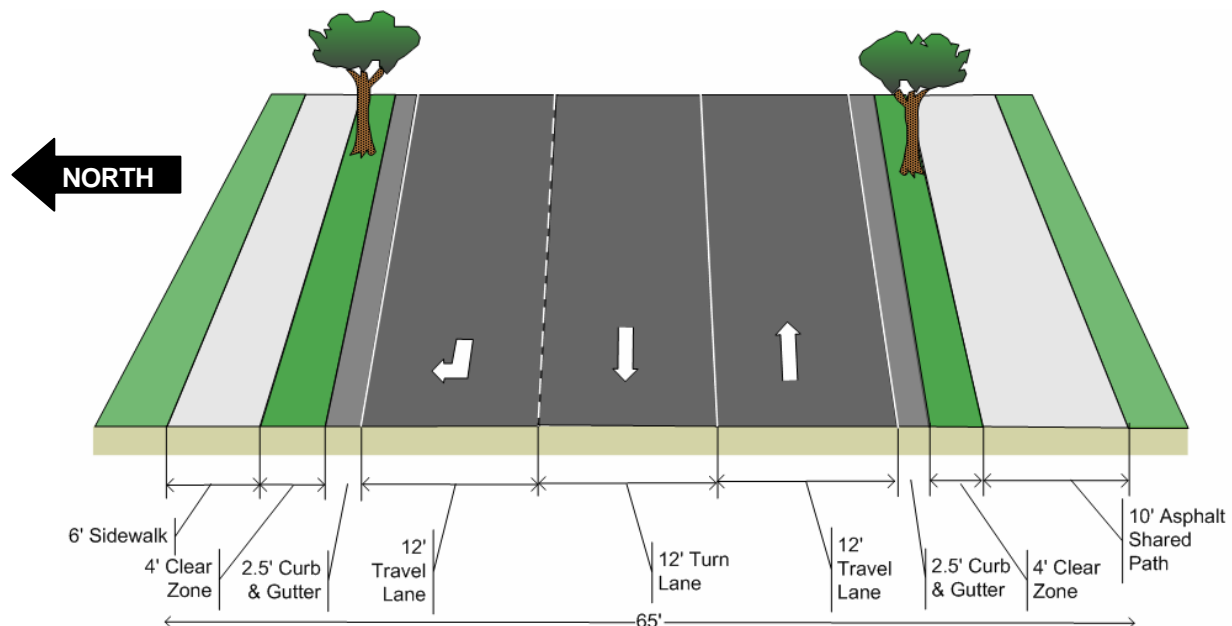 NORTH
6' Sidewalk
4' Clear
Zone
2.5' Curb
& Gutter
12'
Travel
Lane
12' Turn
Lane
12'
Travel
Lane
2.5' Curb
& Gutter
4' Clear
Zone
10' Asphalt
Shared
Path
65'